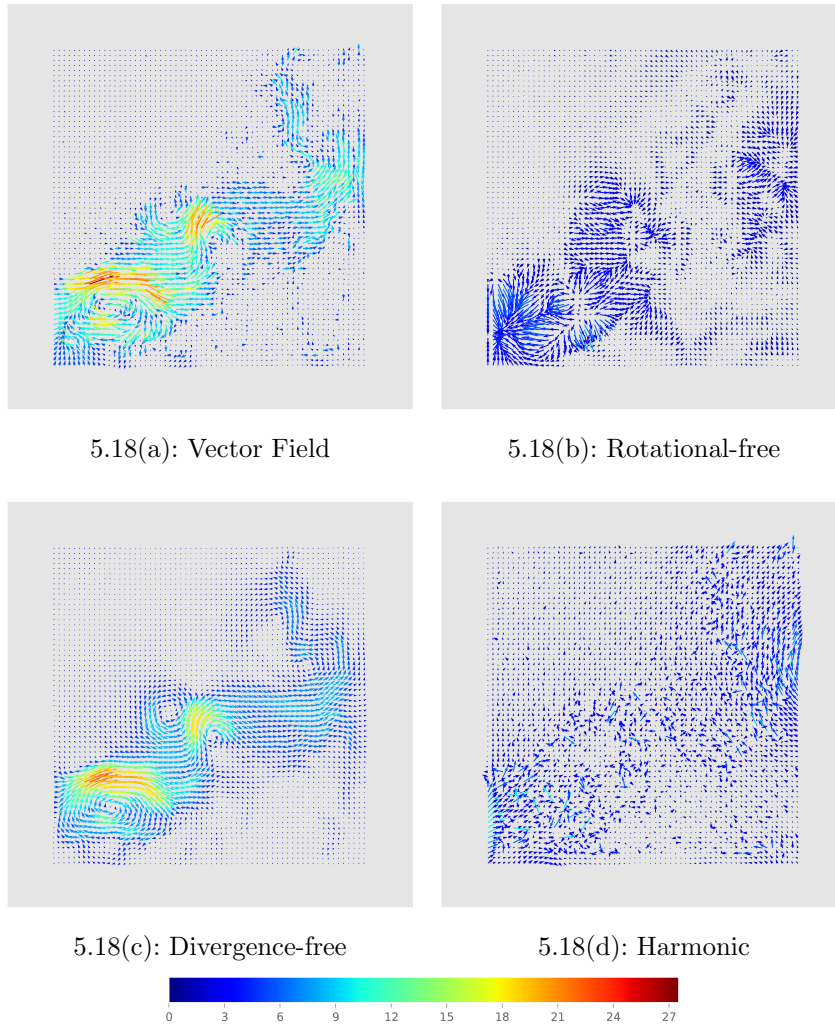 5.18(a): Vector Field
5.18(b): Rotational-free
5.18(c): Divergence-free
5.18(d): Harmonic
0 3 6 9 12 15 18 21 24 27